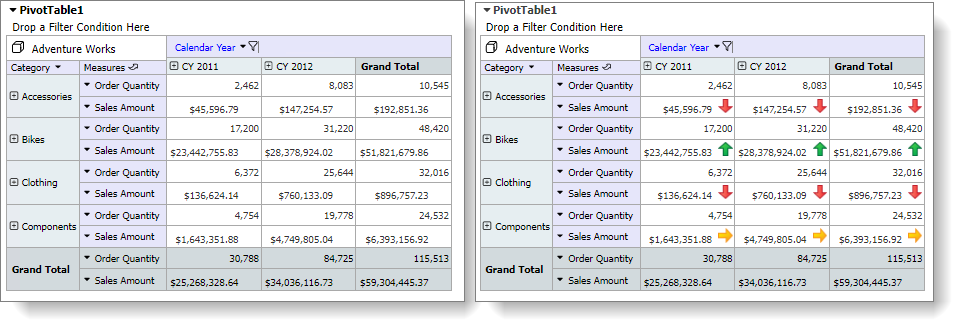 PivotTable1
Drop a Filter Condition Here
Adventure Works Calendar Year
Category Measures CY 2011 CY 2012 Grand Total
Accessories Order Quantity 2,462 8,083 10,545
Sales Amount $45,596.79 $147,254.57 $192,851.36
Bikes Order Quantity 17,200 31,220 48,420
Sales Amount $23,442,755.83 $28,378,924.02 $51,821,679.86
Clothing Order Quantity 6,372 25,644 32,016
Sales Amount $136,624.14 $760,133.09 $896,757.23
Components Order Quantity 4,754 19,778 24,532
Sales Amount $1,643,351.88 $4,749,805.04 $6,393,156.92
Grand Total Order Quantity 30,788 84,725 115,513
Sales Amount $25,268,328.64 $34,036,116.73 $59,304,445.37
PivotTable1
Drop a Filter Condition Here
Adventure Works Calendar Year
Category Measures CY 2011 CY 2012 Grand Total
Accessories Order Quantity 2,462 8,083 10,545
Sales Amount $45,596.79 $147,254.57 $192,851.36
Bikes Order Quantity 17,200 31,220 48,420
Sales Amount $23,442,755.83 $28,378,924.02 $51,821,679.86
Clothing Order Quantity 6,372 25,644 32,016
Sales Amount $136,624.14 $760,133.09 $896,757.23
Components Order Quantity 4,754 19,778 24,532
Sales Amount $1,643,351.88 $4,749,805.04 $6,393,156.92
Grand Total Order Quantity 30,788 84,725 115,513
Sales Amount $25,268,328.64 $34,036,116.73 $59,304,445.37